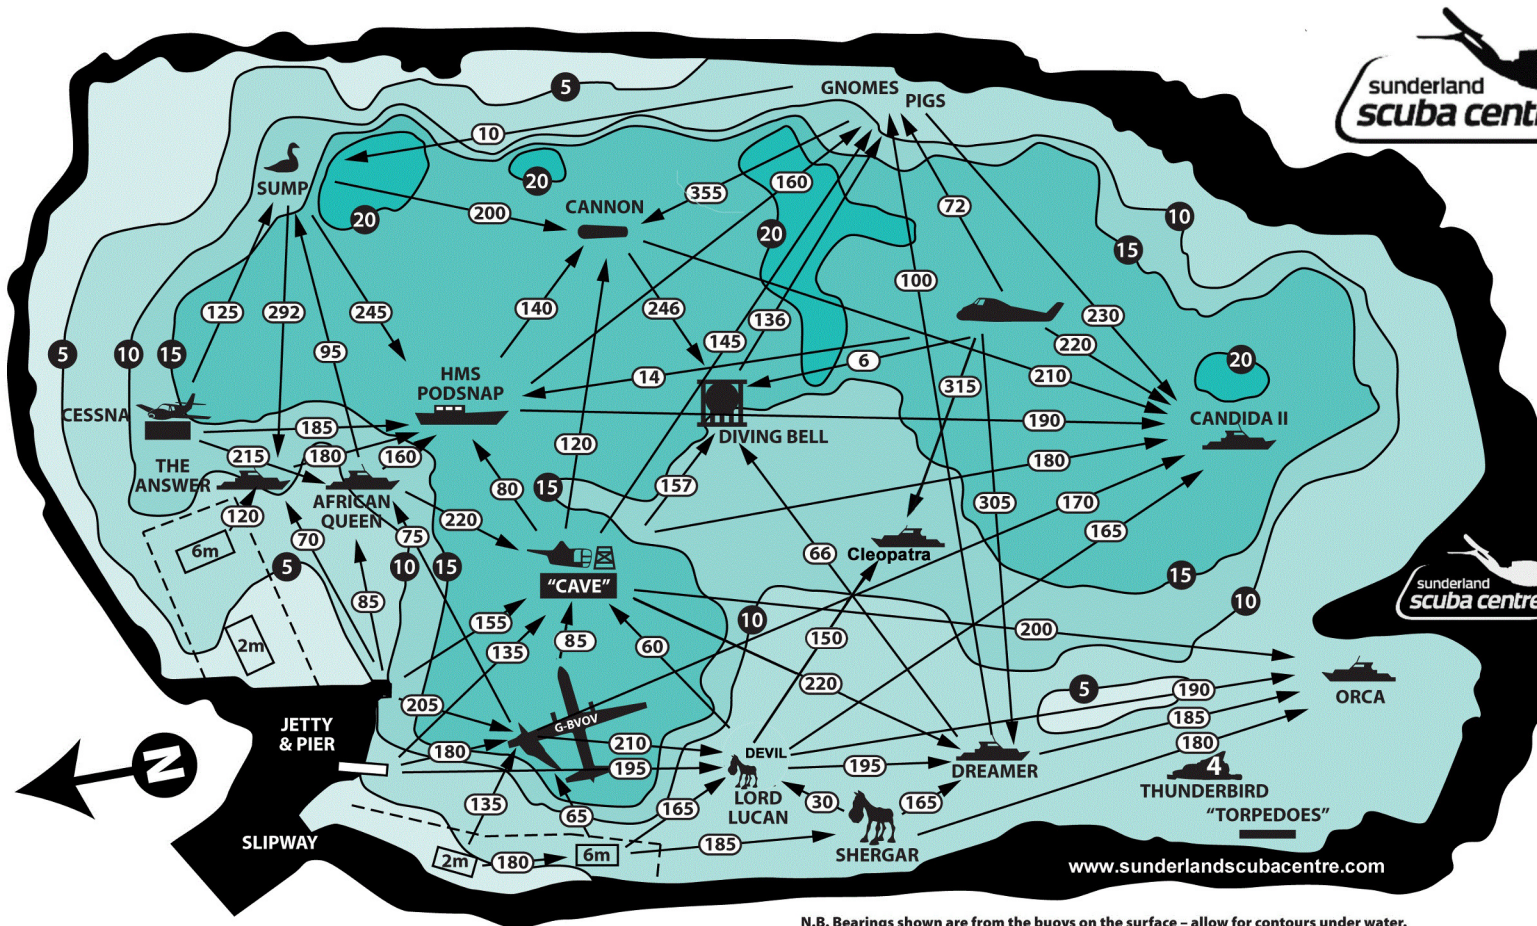 GNOMES
PIGS
sunderland
scuba cent
5
10
SUMP
20
200
20
CANNON
355
160
20
72
10
15
125
292
245
95
140
246
145
136
100
230
220
210
5
10
15
HMS
PODSNAP
14
6
315
20
CESSNA
185
215
180
160
THE
ANSWER
AFRICAN
QUEEN
120
DIVING BELL
190
CANDIDA II
180
80
15
157
305
170
165
120
6m
70
75
220
5
10
15
66
Cleopatra
"CAVE"
15
10
sunderland
scuba centre
85
2m
155
135
85
60
10
150
200
220
5
190
ORCA
205
G-BVOV
JETTY
& PIER
180
210
195
DEVIL
195
DREAMER
185
180
N
LORD
LUCAN
4
THUNDERBIRD
"TORPEDOES"
135
65
165
30
165
SLIPWAY
2m
180
6m
185
SHERGAR
www.sunderlandscubacentre.com
N.B. Bearings shown are from the buoys on the surface – allow for contours under water.